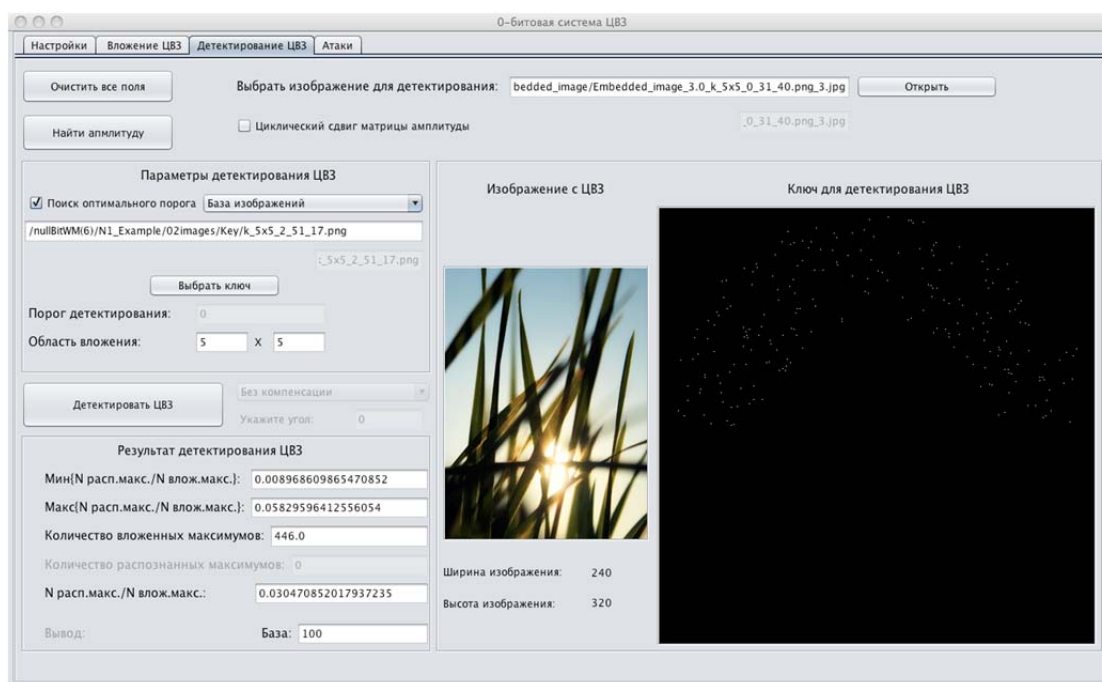 0-битовая система ЦВЗ
Настройки Вложение ЦВЗ Детектирование ЦВЗ Атаки
Очистить все поля Выбрать изображение для детектирования: bedded_image/Embedded_image_3.0_k_5x5_0_31_40.png_3.jpg Открыть
Найти апмлитуду Циклический сдвиг матрицы амплитуды _0_31_40.png_3.jpg
Параметры детектирования ЦВЗ
Поиск оптимального порога База изображений
/nullBitWM(6)/N1_Example/02images/Key/k_5x5_2_51_17.png
:_5x5_2_51_17.png
Выбрать ключ
Порог детектирования: 0
Область вложения: 5 X 5
Детектировать ЦВЗ Без компенсации
Укажите угол: 0
Результат детектирования ЦВЗ
Мин{N расп.макс./N влож.макс.}: 0.008968609865470852
Макс{N расп.макс./N влож.макс.}: 0.05829596412556054
Количество вложенных максимумов: 446.0
Количество распознанных максимумов: 0
N расп.макс./N влож.макс.: 0.030470852017937235
Вывод: База: 100
Изображение с ЦВЗ
Ширина изображения: 240
Высота изображения: 320
Ключ для детектирования ЦВЗ